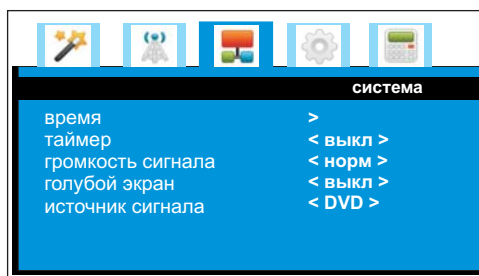 система
время >
таймер < выкл >
громкость сигнала < норм >
голубой экран < выкл >
источник сигнала < DVD >